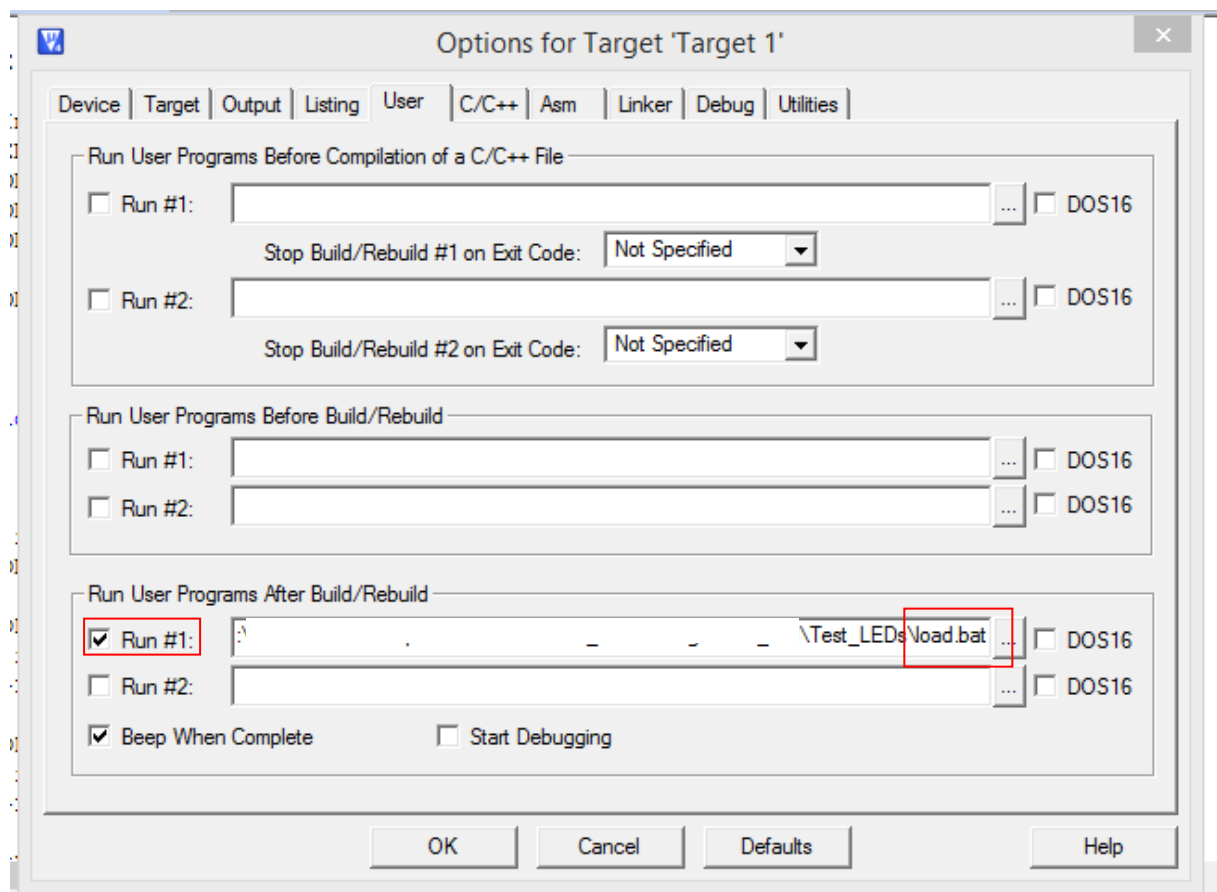 Options for Target 'Target 1'
Device Target Output Listing User C/C++ Asm Linker Debug Utilities
Run User Programs Before Compilation of a C/C++ File
Run #1: ... DOS16
Stop Build/Rebuild #1 on Exit Code: Not Specified
Run #2: ... DOS16
Stop Build/Rebuild #2 on Exit Code: Not Specified
Run User Programs Before Build/Rebuild
Run #1: ... DOS16
Run #2: ... DOS16
Run User Programs After Build/Rebuild
Run #1: :\ \Test_LEDs\load.bat ... DOS16
Run #2: ... DOS16
Beep When Complete Start Debugging
OK Cancel Defaults Help